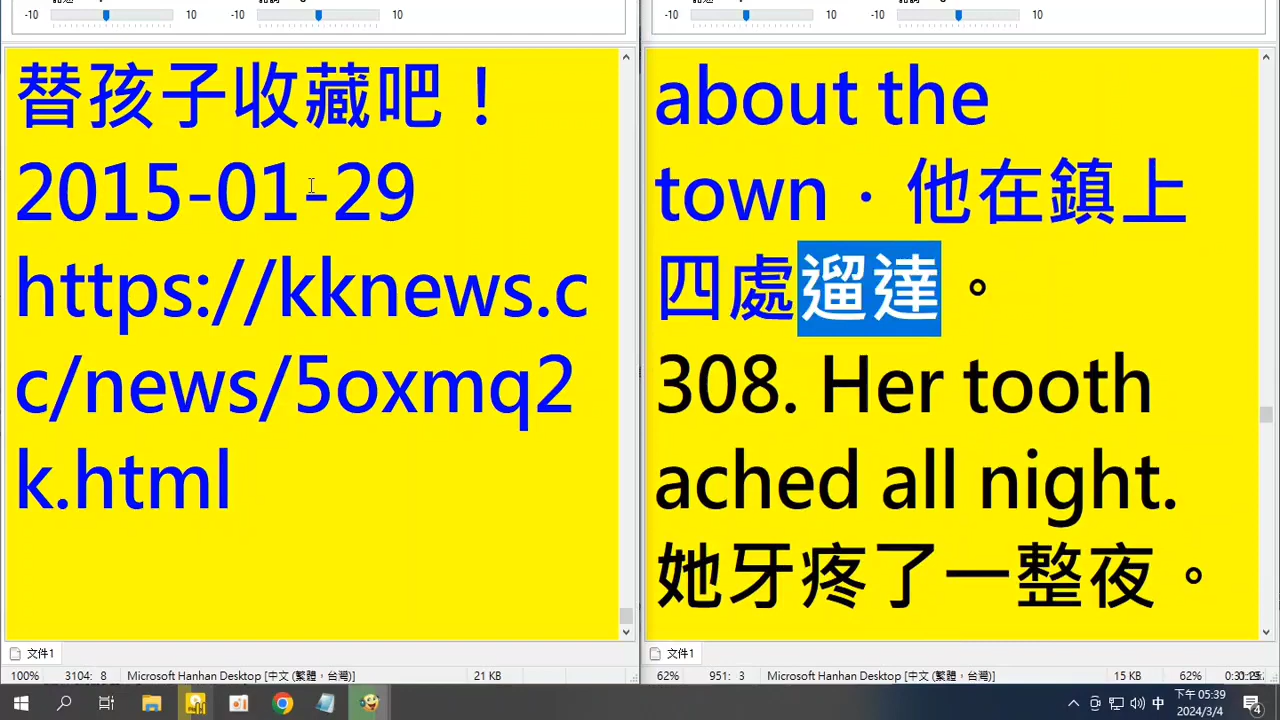 -10
10
-10
10
-10
10
-10
10
替孩子收藏吧！
2015-01-29
https://kknews.c
c/news/5oxmq2
k.html
about the
town．他在鎮上
四處遛達。
308. Her tooth
ached all night.
她牙疼了一整夜。
文件1
文件1
100%
3104: 8
Microsoft Hanhan Desktop [中文 (繁體，台灣)]
21 KB
62%
951: 3
Microsoft Hanhan Desktop [中文 (繁體，台灣)]
15 KB
62%
中
下午 05:39
2024/3/4
4